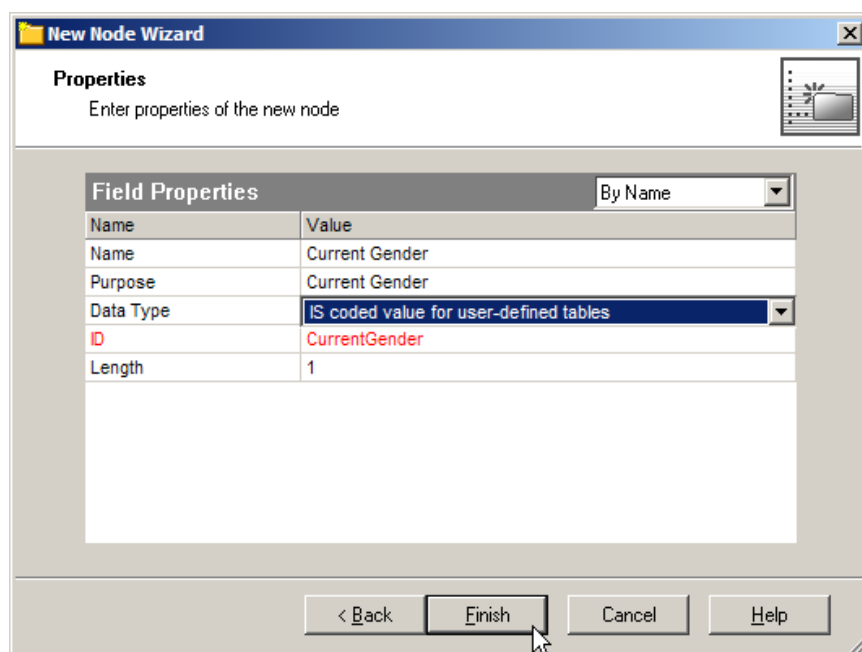 New Node Wizard
Properties
Enter properties of the new node
Field Properties By Name
Name Value
Name Current Gender
Purpose Current Gender
Data Type IS coded value for user-defined tables
ID CurrentGender
Length 1
< Back Finish Cancel Help